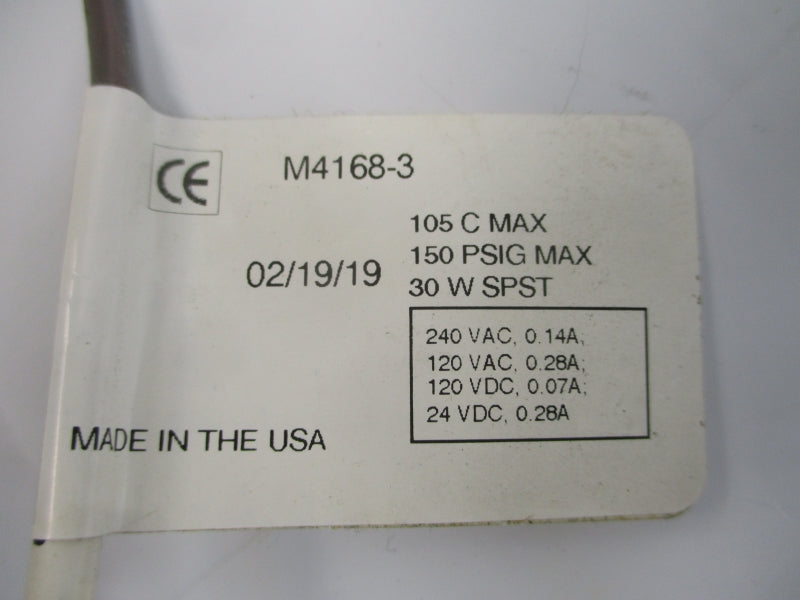 CE
M4168-3
105 C MAX
150 PSIG MAX
02/19/19
30 W SPST
240 VAC, 0.14A;
120 VAC, 0.28A;
120 VDC, 0.07A;
24 VDC, 0.28A
MADE IN THE USA